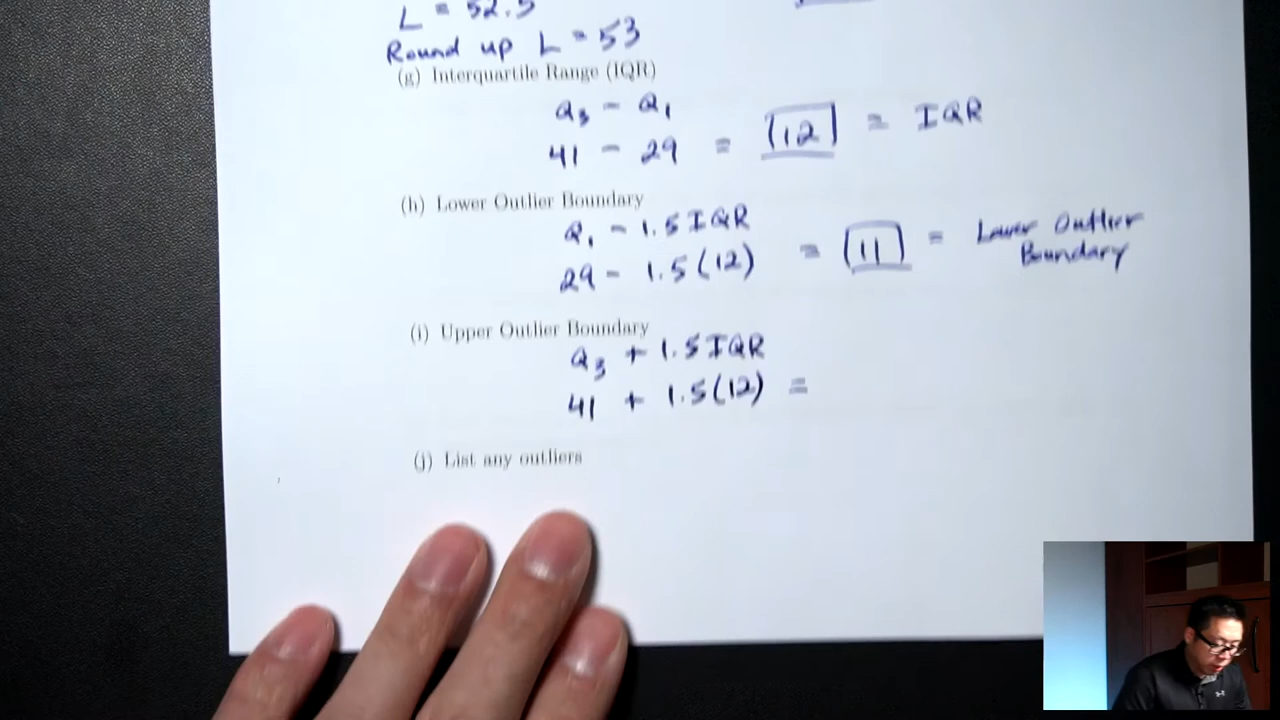 L = 52.5
Round up L = 53
(g) Interquartile Range (IQR)
Q3 - Q1
41 - 29 = 12 = IQR
(h) Lower Outlier Boundary
Q1 - 1.5 IQR
29 - 1.5(12) = 11 = Lower Outlier Boundary
(i) Upper Outlier Boundary
Q3 + 1.5 IQR
41 + 1.5(12) =
(j) List any outliers